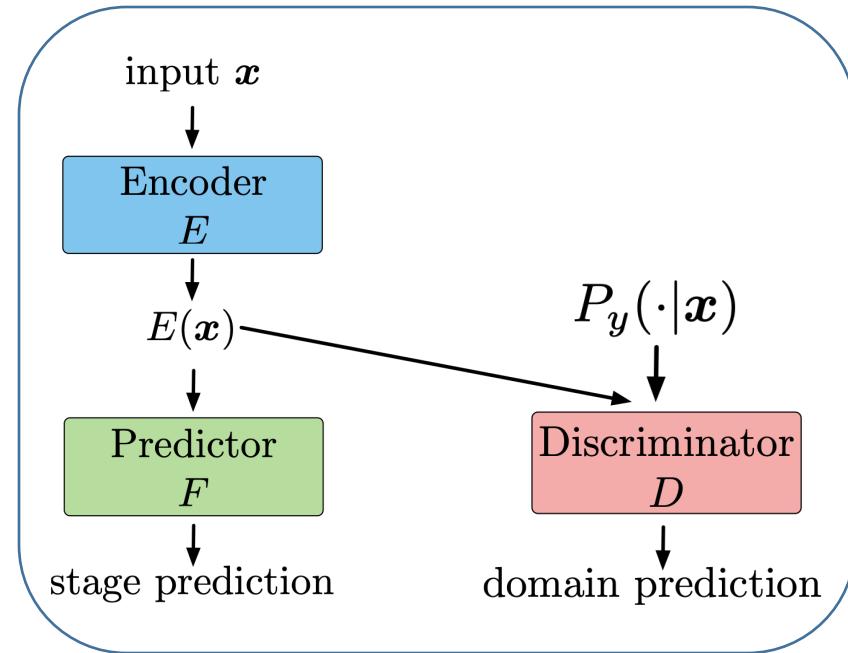 input x
Encoder
E
E(x)
P_y(·|x)
Predictor
F
Discriminator
D
stage prediction
domain prediction